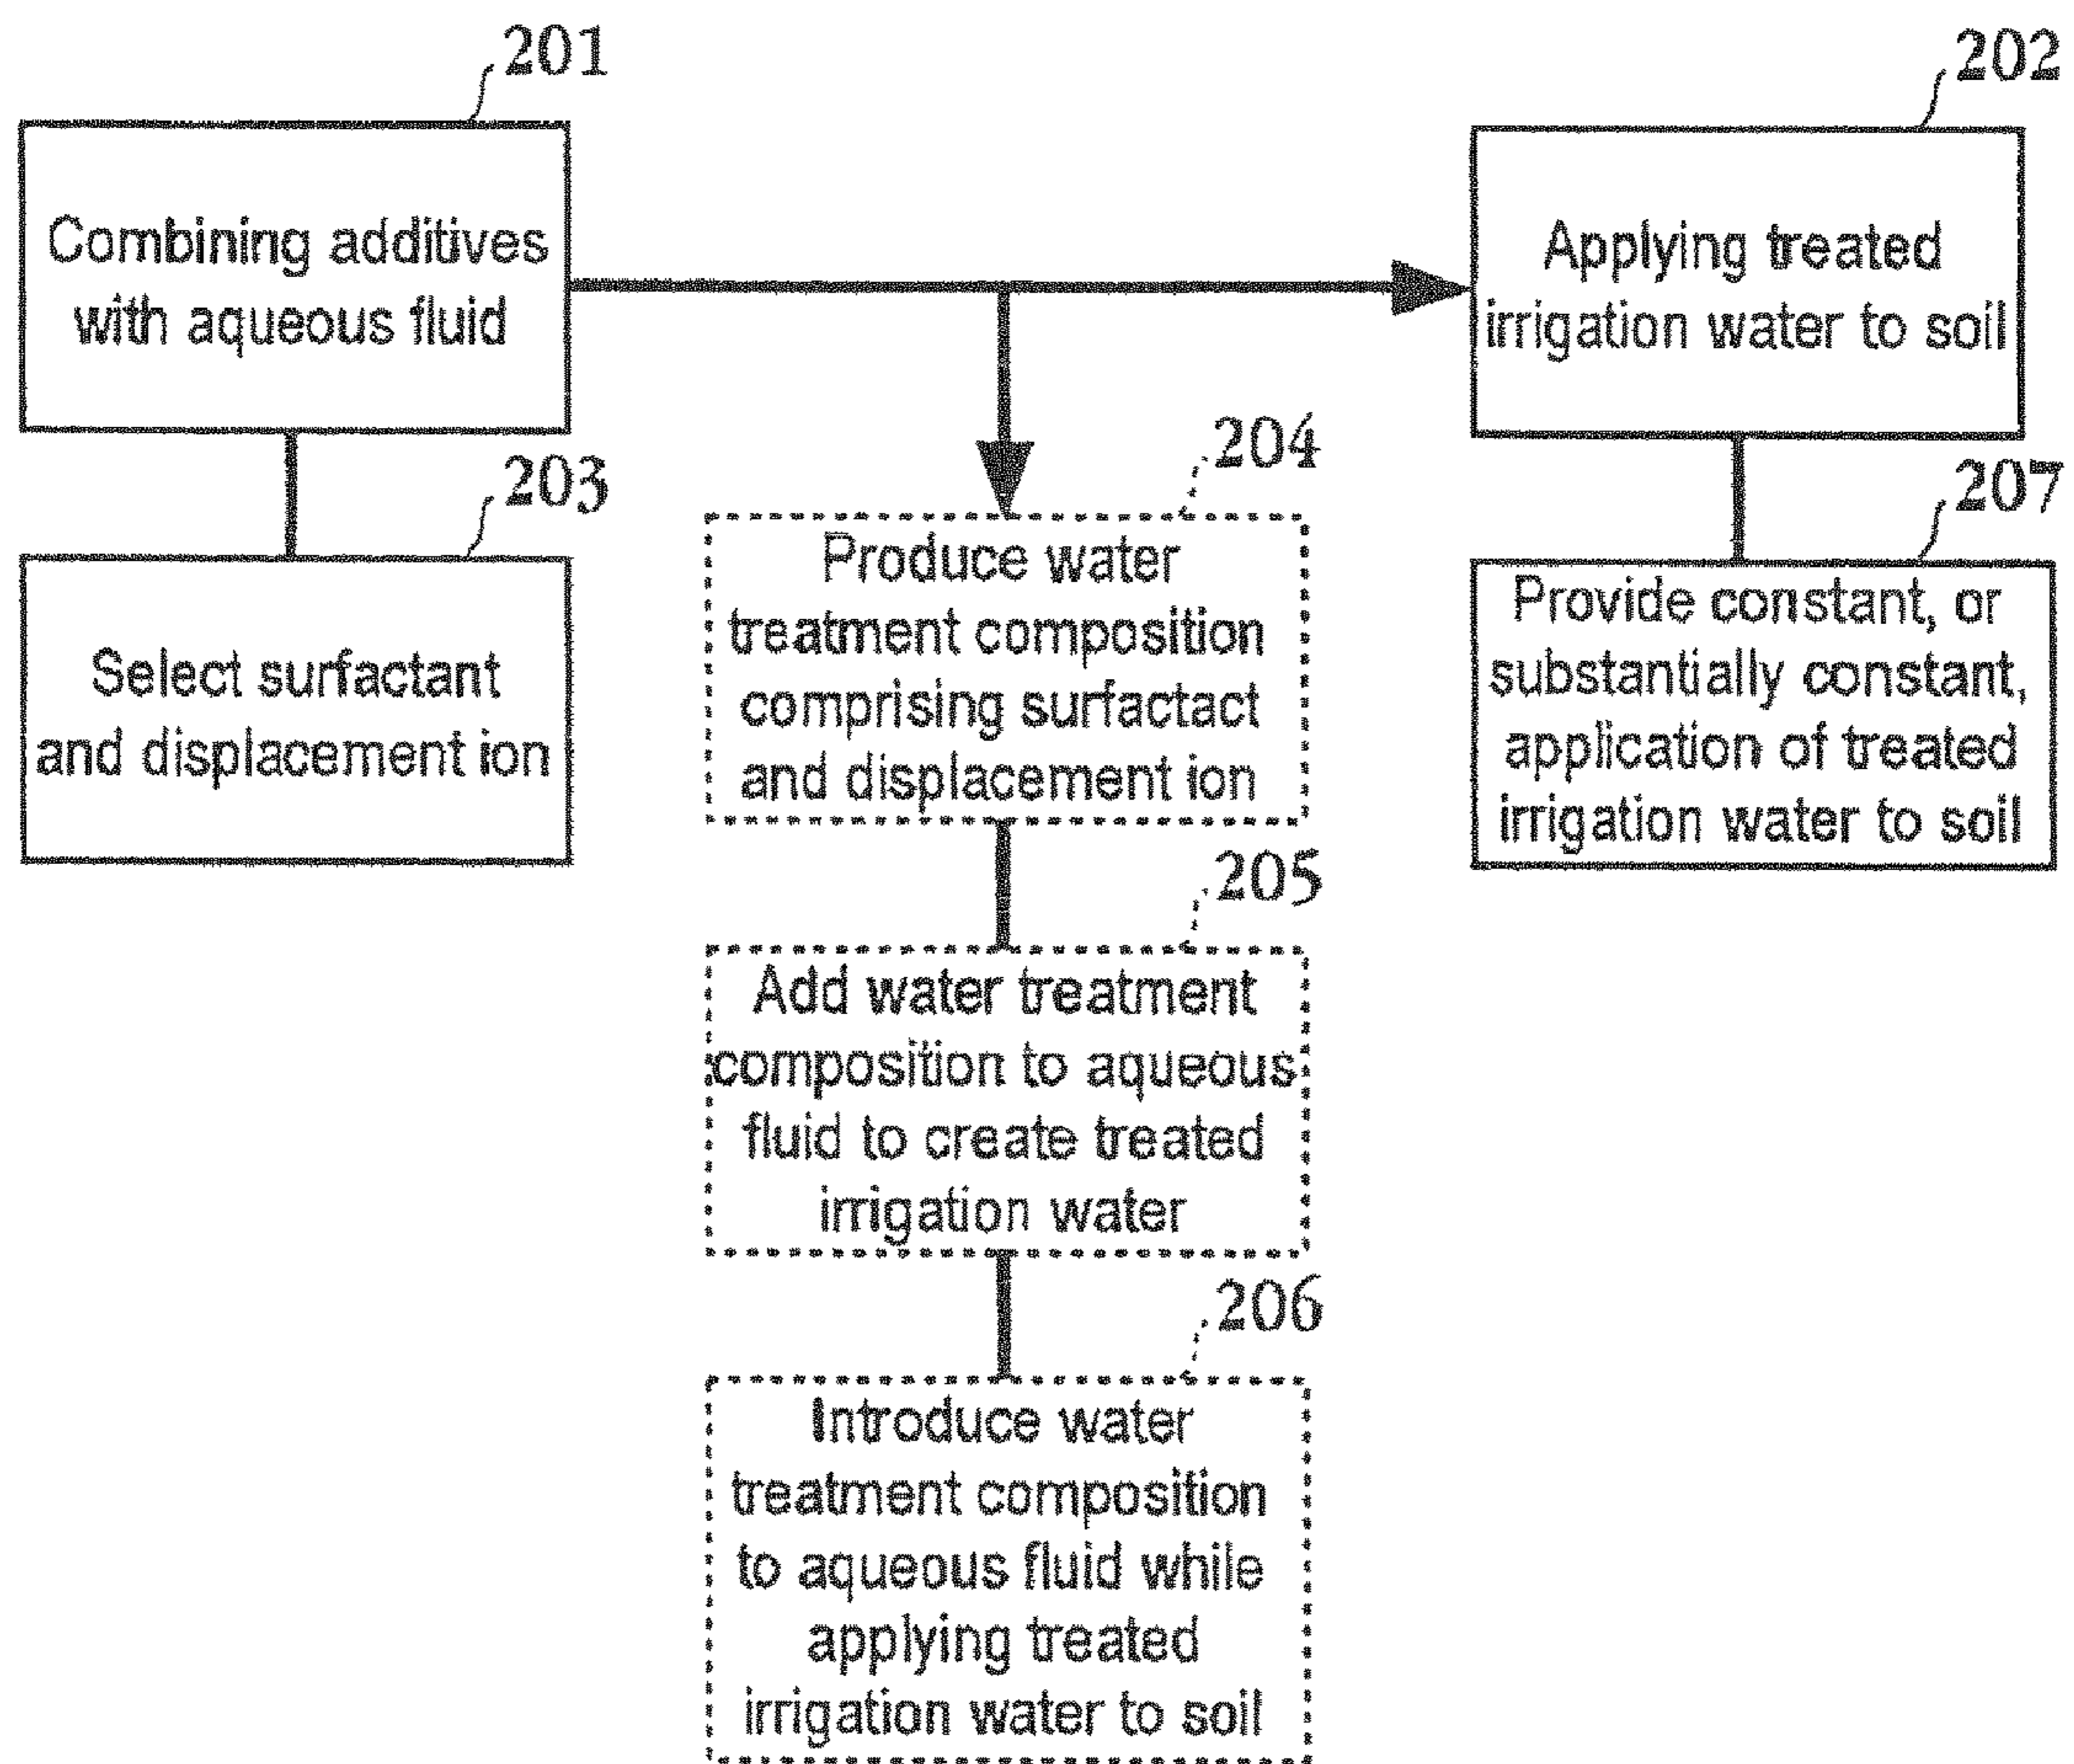 201
Combining additives
with aqueous fluid
202
Applying treated
irrigation water to soil
203
Select surfactant
and displacement ion
204
Produce water
treatment composition
comprising surfactact
and displacement ion
205
Add water treatment
composition to aqueous
fluid to create treated
irrigation water
206
Introduce water
treatment composition
to aqueous fluid while
applying treated
irrigation water to soil
207
Provide constant, or
substantially constant,
application of treated
irrigation water to soil